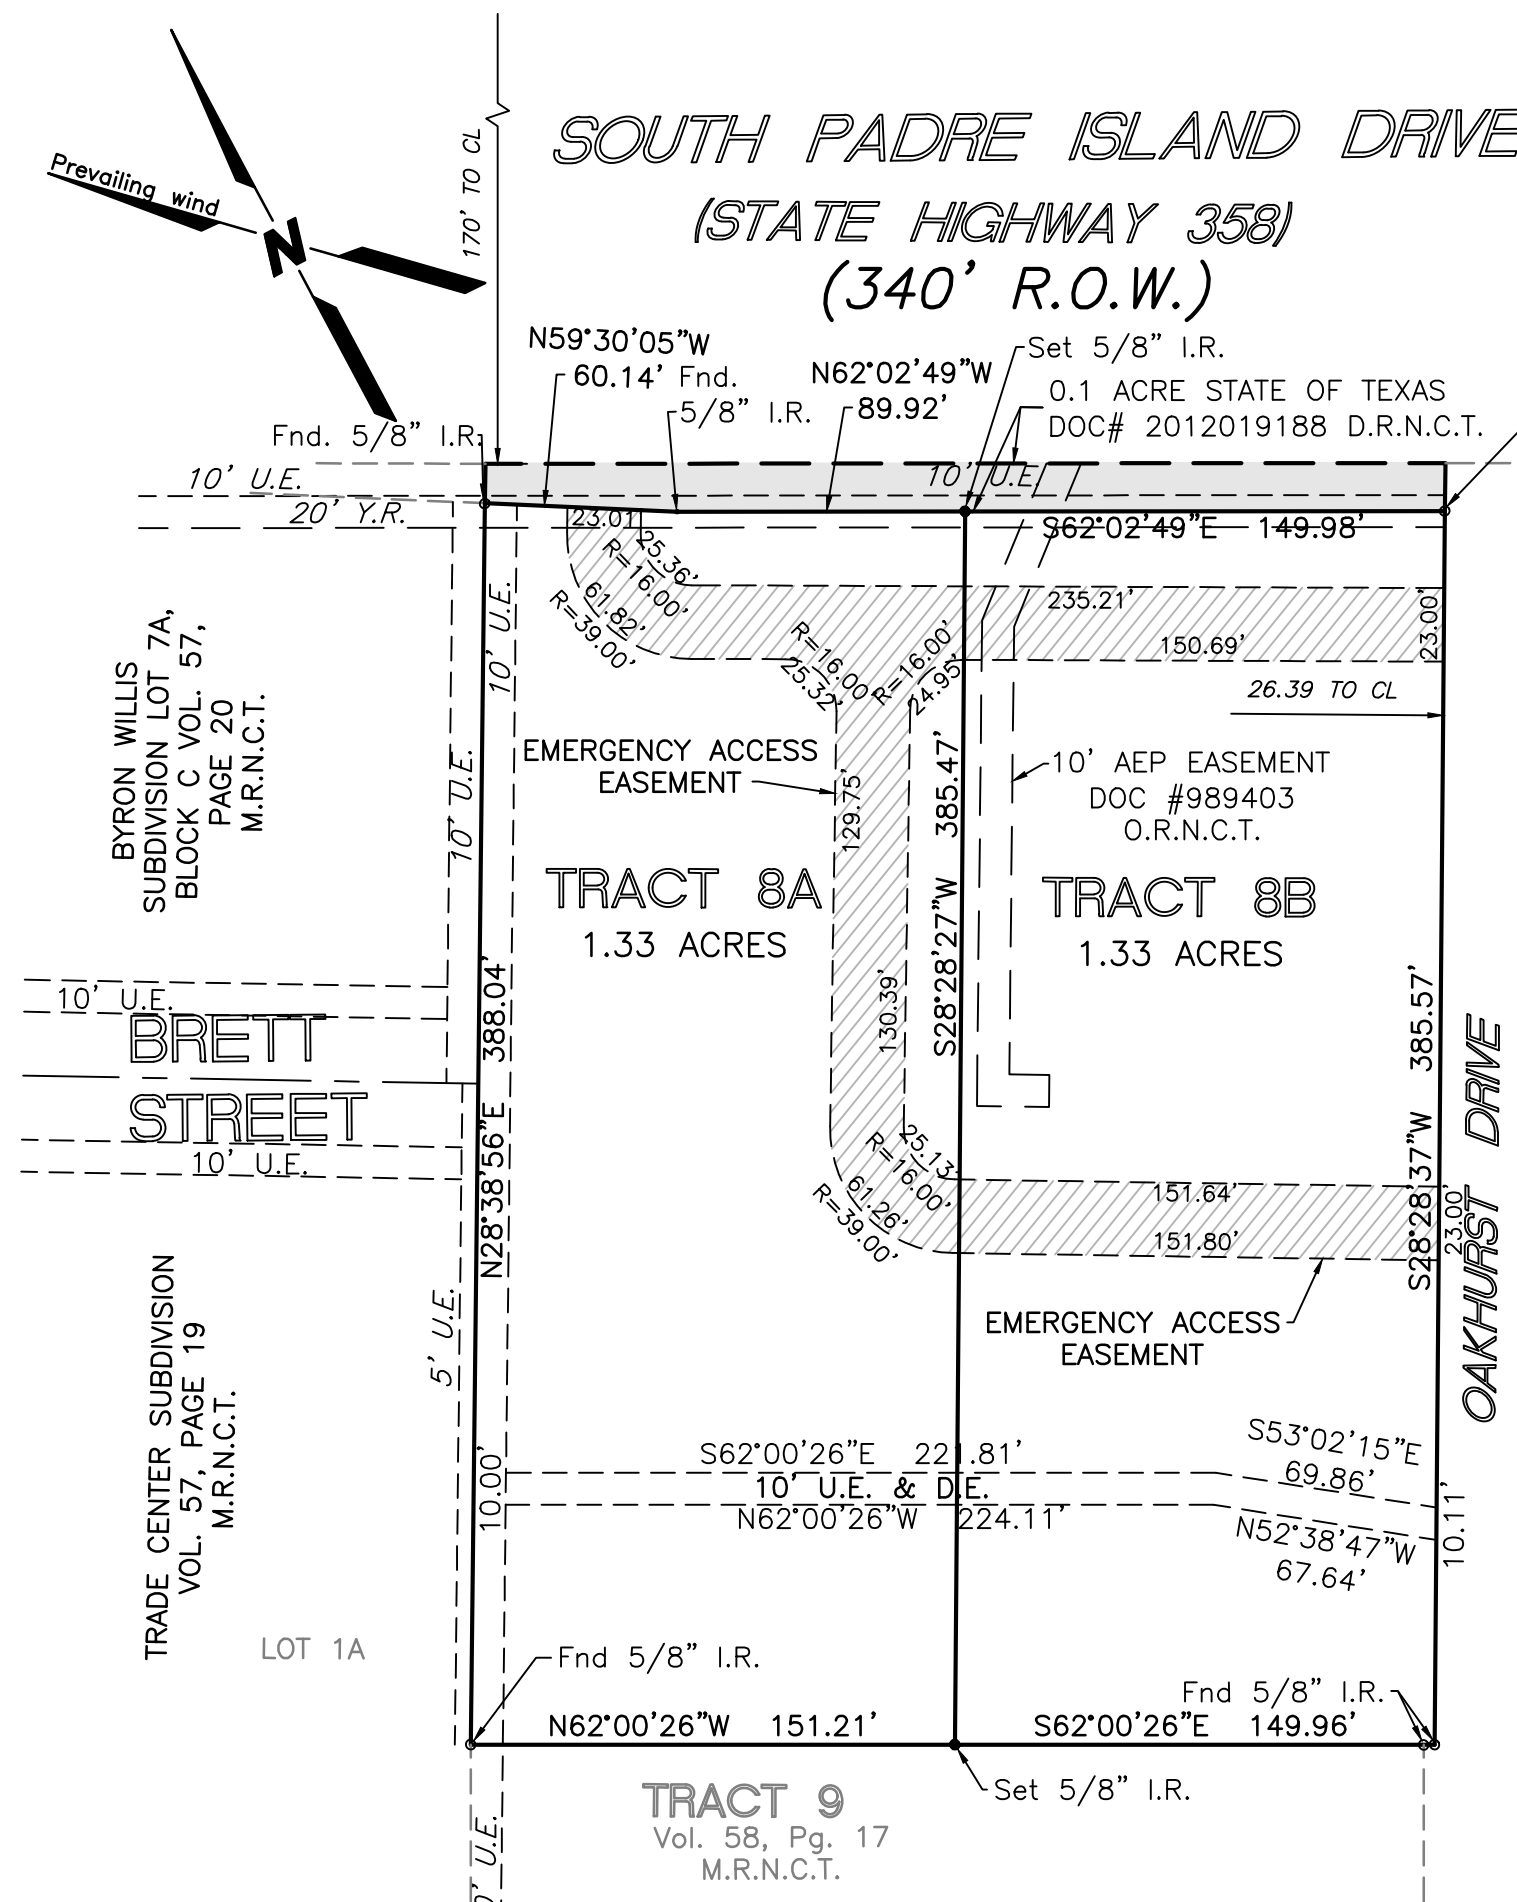 SOUTH PADRE ISLAND DRIVE
(STATE HIGHWAY 358)
(340' R.O.W.)
Prevailing wind
N
170' TO CL
N59°30'05"W
60.14'
Fnd.
5/8" I.R.
N62°02'49"W
89.92'
Set 5/8" I.R.
0.1 ACRE STATE OF TEXAS
DOC# 2012019188 D.R.N.C.T.
Fnd. 5/8" I.R.
10' U.E.
20' Y.R.
10' U.E.
S62°02'49"E 149.98'
23.01'
25.36'
R=16.00'
61.82'
R=39.00'
235.21'
150.69'
23.00'
R=16.00'
25.32'
R=16.00'
24.95'
26.39 TO CL
BYRON WILLIS
SUBDIVISION LOT 7A,
BLOCK C VOL. 57,
PAGE 20
M.R.N.C.T.
10' U.E.
10' U.E.
EMERGENCY ACCESS
EASEMENT
129.75'
S28°28'27"W 385.47'
10' AEP EASEMENT
DOC #989403
O.R.N.C.T.
TRACT 8A
1.33 ACRES
TRACT 8B
1.33 ACRES
130.39'
N28°38'56"E 388.04'
S28°28'37"W 385.57'
10' U.E.
BRETT
STREET
10' U.E.
OAKHURST DRIVE
25.13'
R=16.00'
61.26'
R=39.00'
151.64'
151.80'
23.00'
EMERGENCY ACCESS
EASEMENT
5' U.E.
TRADE CENTER SUBDIVISION
VOL. 57, PAGE 19
M.R.N.C.T.
LOT 1A
10.00'
S62°00'26"E 221.81'
10' U.E. & D.E.
N62°00'26"W 224.11'
S53°02'15"E
69.86'
N52°38'47"W
67.64'
10.11'
Fnd 5/8" I.R.
Fnd 5/8" I.R.
N62°00'26"W 151.21'
S62°00'26"E 149.96'
Set 5/8" I.R.
TRACT 9
Vol. 58, Pg. 17
M.R.N.C.T.
U.E.